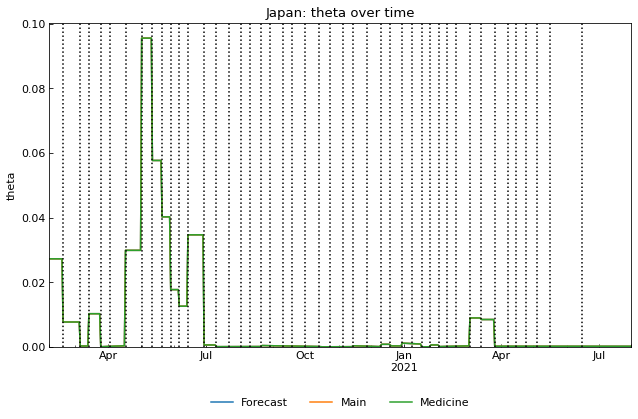 Japan: theta over time
0.10
0.08
0.06
0.04
0.02
0.00
theta
Apr Jul Oct Jan Apr Jul
2021
Forecast Main Medicine